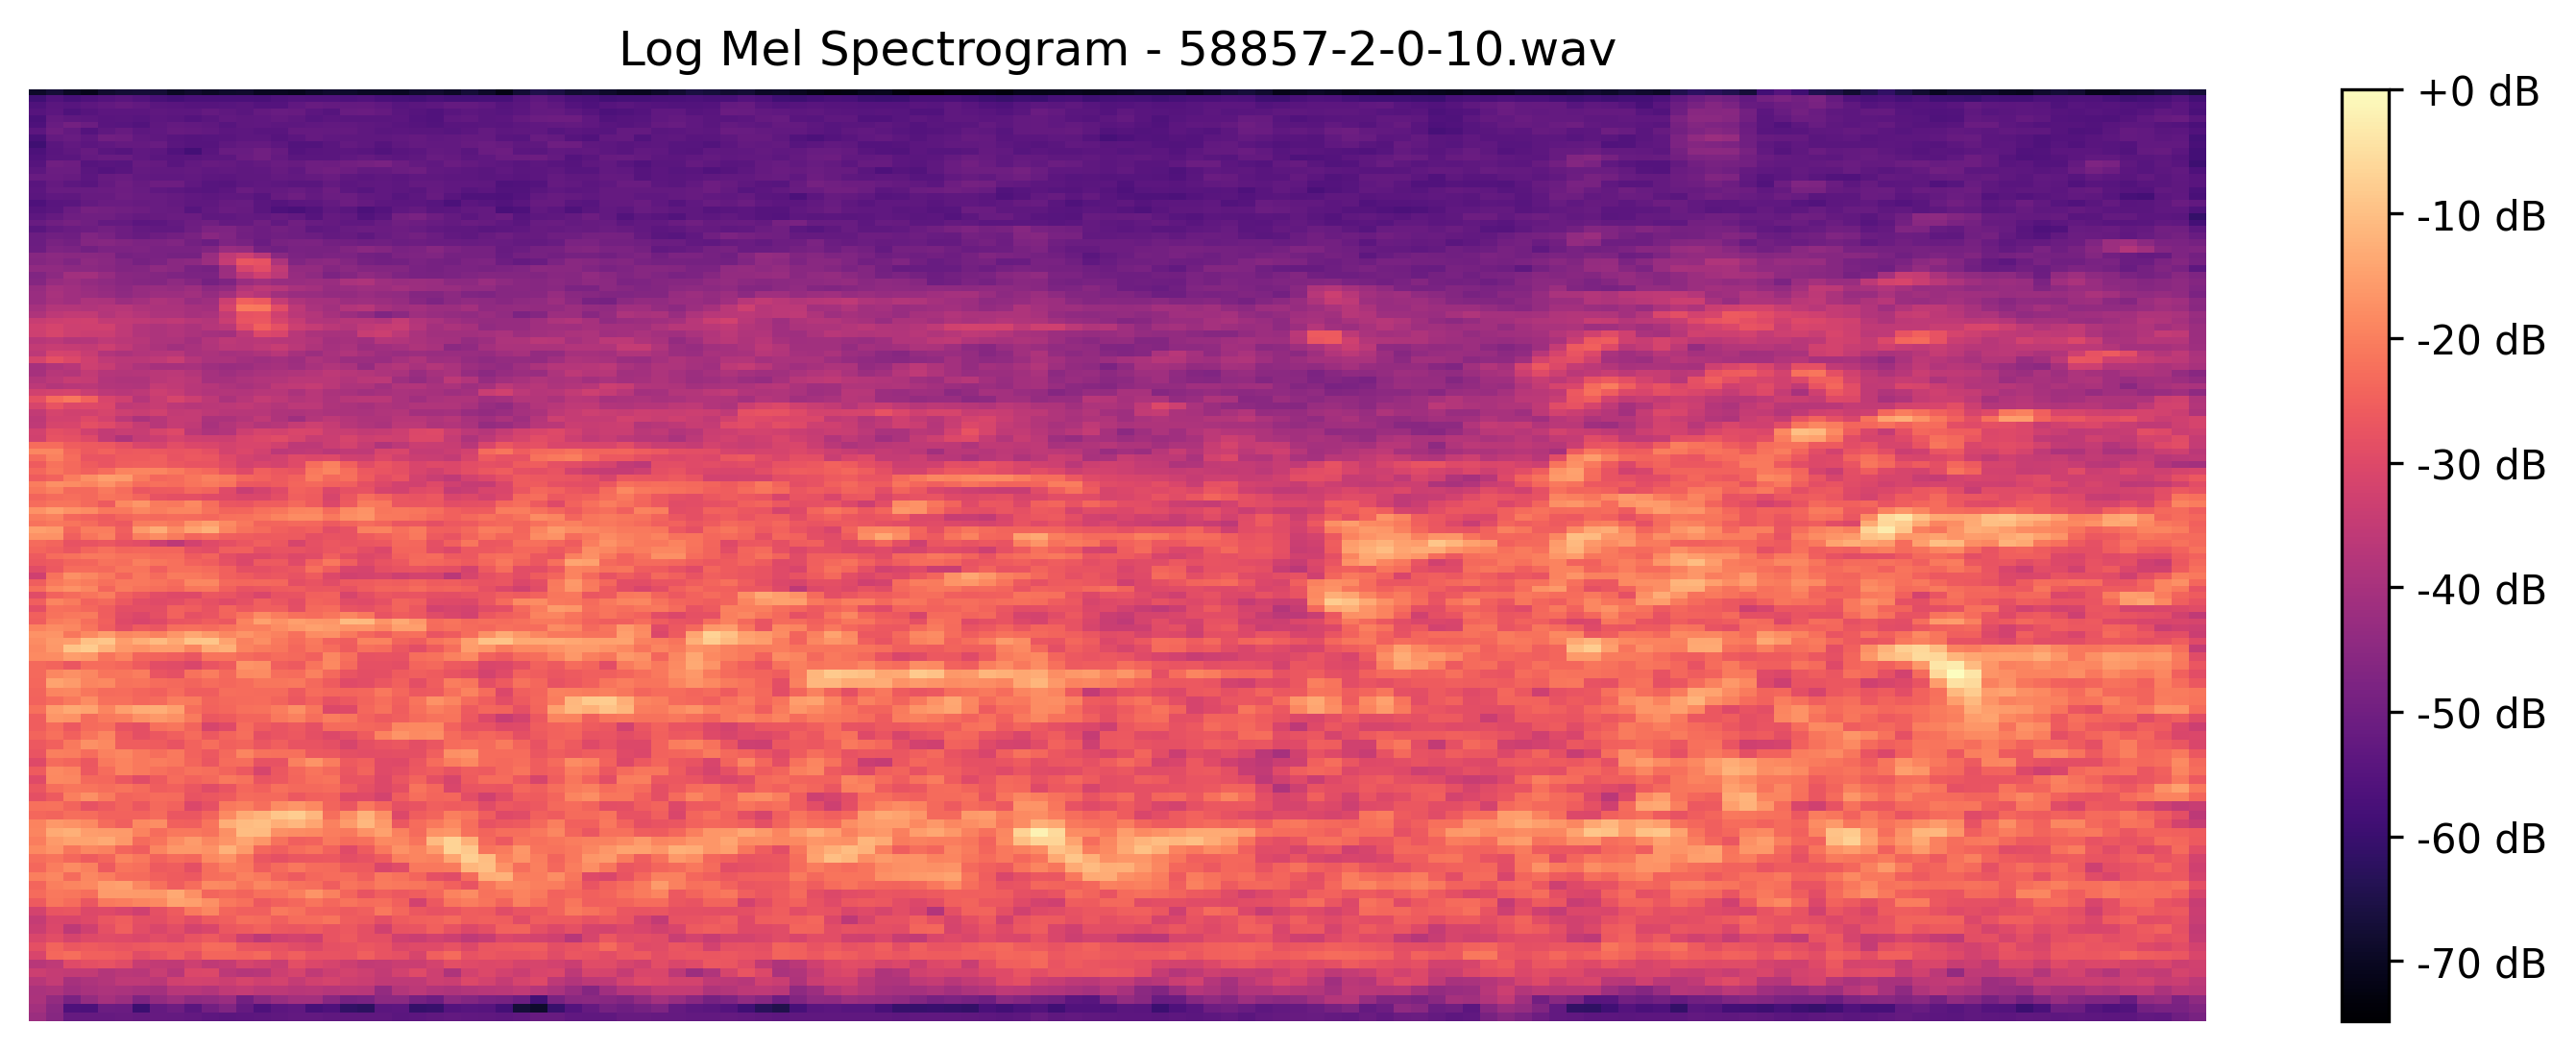 Log Mel Spectrogram - 58857-2-0-10.wav
+0 dB
-10 dB
-20 dB
-30 dB
-40 dB
-50 dB
-60 dB
-70 dB